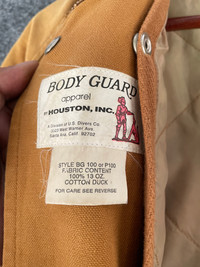 BODY GUARD
apparel
BY HOUSTON, INC.
A Division of U.S. Divers Co.
3323 West Warner Ave.
Santa Ana, Calif. 92702
STYLE BG 100 or P100
FABRIC CONTENT
100% 13 OZ.
COTTON DUCK
FOR CARE SEE REVERSE